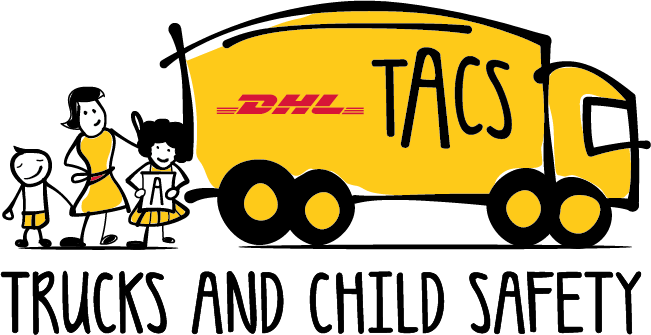 DHL
TACS
A
TRUCKS AND CHILD SAFETY